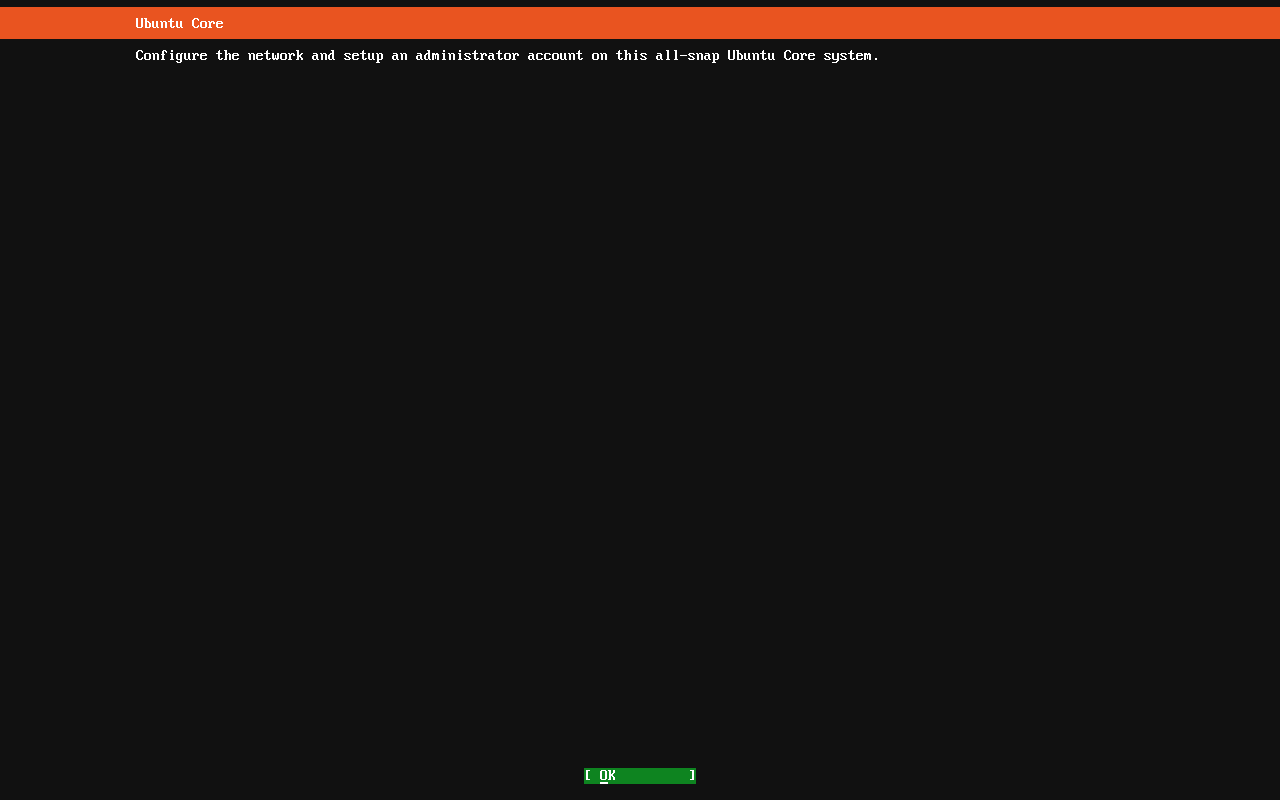 Ubuntu Core
Configure the network and setup an administrator account on this all-snap Ubuntu Core system.
[ OK ]